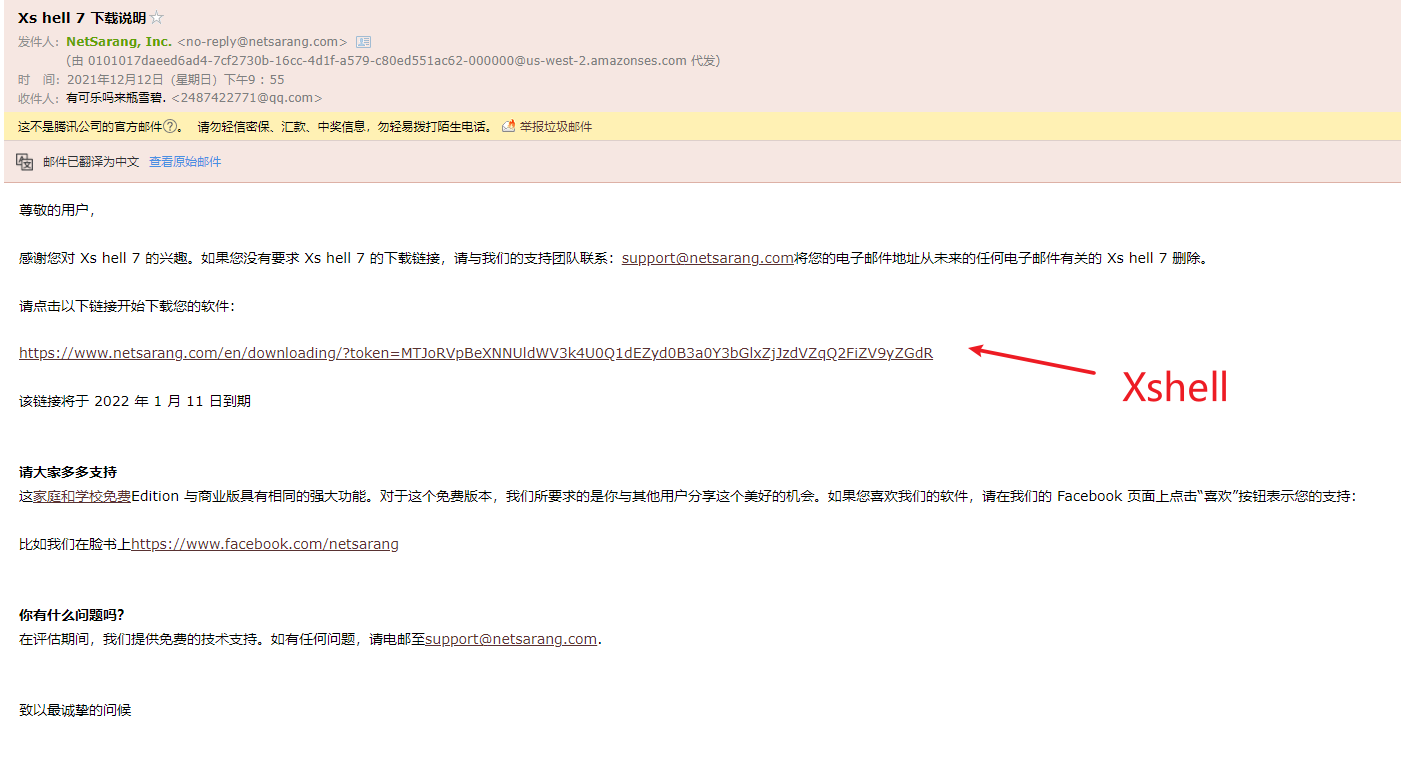 Xs hell 7 下载说明
发件人：NetSarang, Inc. <no-reply@netsarang.com>
(由 0101017daeed6ad4-7cf2730b-16cc-4d1f-a579-c80ed551ac62-000000@us-west-2.amazonses.com 代发)
时 间：2021年12月12日（星期日）下午9：55
收件人：有可乐吗来瓶雪碧. <2487422771@qq.com>
这不是腾讯公司的官方邮件?。 请勿轻信密保、汇款、中奖信息，勿轻易拨打陌生电话。 举报垃圾邮件
邮件已翻译为中文 查看原始邮件
尊敬的用户，
感谢您对 Xs hell 7 的兴趣。如果您没有要求 Xs hell 7 的下载链接，请与我们的支持团队联系：support@netsarang.com将您的电子邮件地址从未来的任何电子邮件有关的 Xs hell 7 删除。
请点击以下链接开始下载您的软件：
https://www.netsarang.com/en/downloading/?token=MTJoRVpBeXNNUldWV3k4U0Q1dEZyd0B3a0Y3bGlxZjJzdVZqQ2FiZV9yZGdR
Xshell
该链接将于 2022 年 1 月 11 日到期
请大家多多支持
这家庭和学校免费Edition 与商业版具有相同的强大功能。对于这个免费版本，我们所要求的是你与其他用户分享这个美好的机会。如果您喜欢我们的软件，请在我们的 Facebook 页面上点击“喜欢”按钮表示您的支持：
比如我们在脸书上https://www.facebook.com/netsarang
你有什么问题吗？
在评估期间，我们提供免费的技术支持。如有任何问题，请电邮至support@netsarang.com.
致以最诚挚的问候